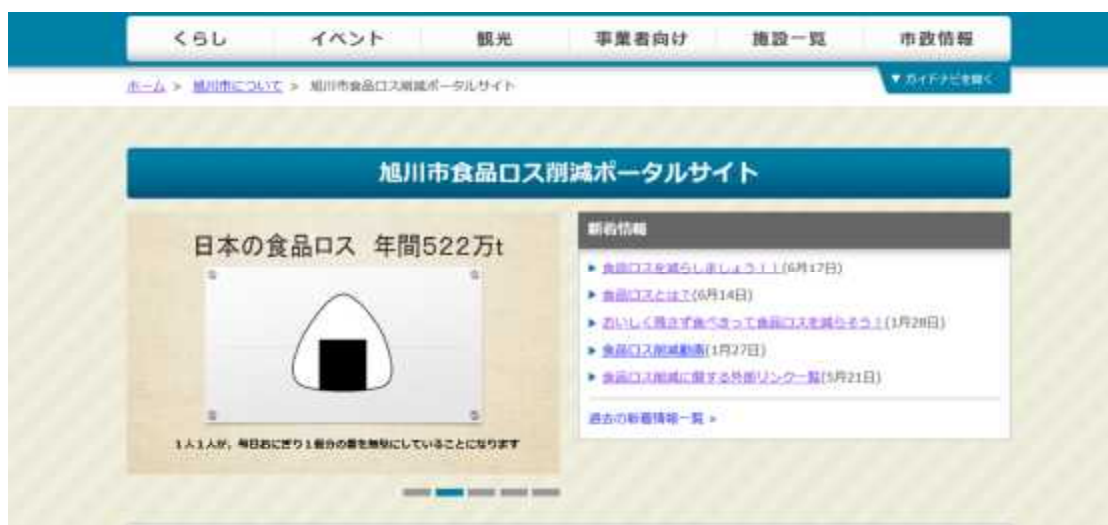 くらし イベント 観光 事業者向け 施設一覧 市政情報
ホーム > 旭川市について > 旭川市食品ロス削減ポータルサイト
▼ ガイドナビを開く
旭川市食品ロス削減ポータルサイト
日本の食品ロス 年間522万t
1人1人が，毎日おにぎり1個分の量を無駄にしていることになります
新着情報
食品ロスを減らしましょう！！(6月17日)
食品ロスとは？(6月14日)
おいしく残さず食べきって食品ロスを減らそう！(1月28日)
食品ロス削減動画(1月27日)
食品ロス削減に関する外部リンク一覧(5月21日)
過去の新着情報一覧 »